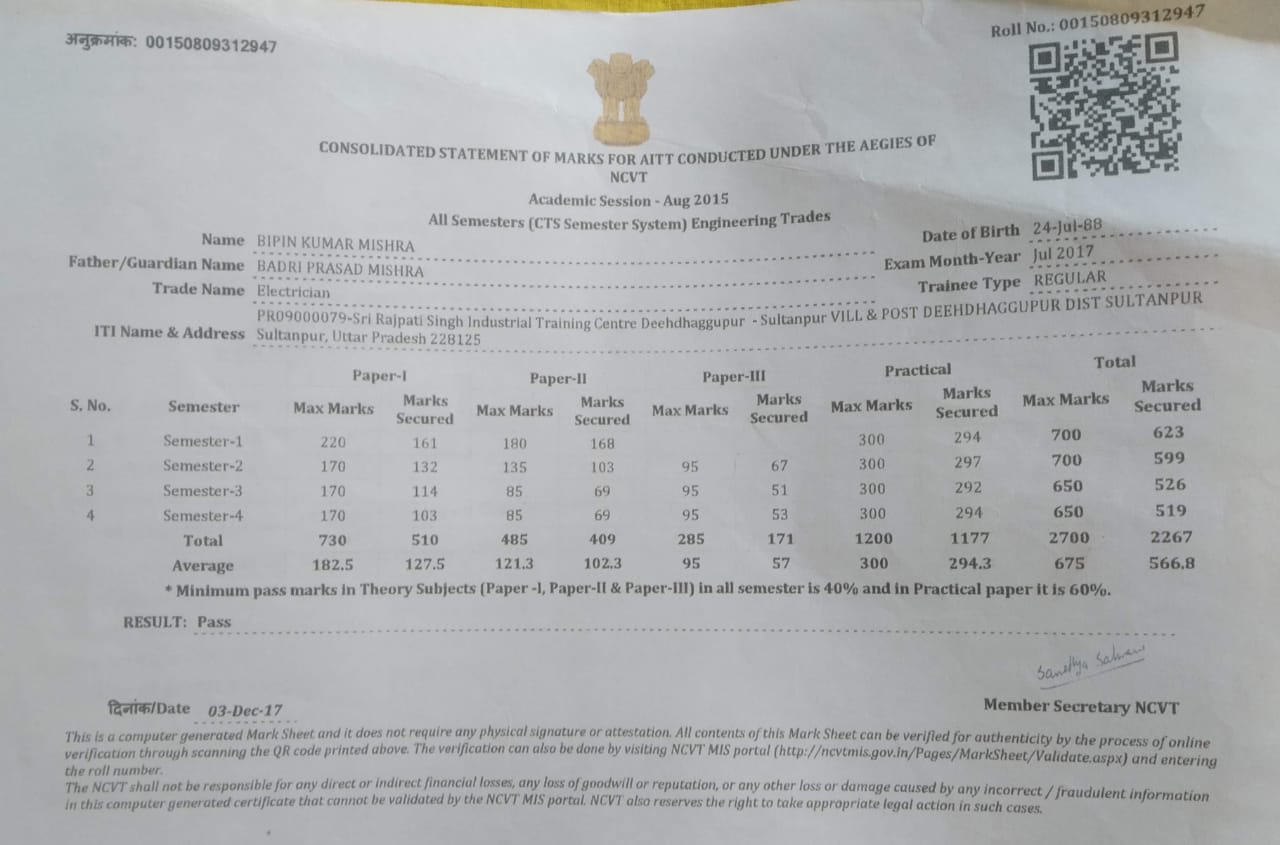 अनुक्रमांक: 00150809312947
Roll No.: 00150809312947
CONSOLIDATED STATEMENT OF MARKS FOR AITT CONDUCTED UNDER THE AEGIES OF
NCVT
Academic Session - Aug 2015
All Semesters (CTS Semester System) Engineering Trades
Name BIPIN KUMAR MISHRA Date of Birth 24-Jul-88
Father/Guardian Name BADRI PRASAD MISHRA Exam Month-Year Jul 2017
Trade Name Electrician Trainee Type REGULAR
PR09000079-Sri Rajpati Singh Industrial Training Centre Deehdhaggupur - Sultanpur VILL & POST DEEHDHAGGUPUR DIST SULTANPUR
ITI Name & Address Sultanpur, Uttar Pradesh 228125
Paper-I Paper-II Paper-III Practical Total
S. No. Semester Max Marks Marks Secured Max Marks Marks Secured Max Marks Marks Secured Max Marks Marks Secured Max Marks Marks Secured
1 Semester-1 220 161 180 168 300 294 700 623
2 Semester-2 170 132 135 103 95 67 300 297 700 599
3 Semester-3 170 114 85 69 95 51 300 292 650 526
4 Semester-4 170 103 85 69 95 53 300 294 650 519
Total 730 510 485 409 285 171 1200 1177 2700 2267
Average 182.5 127.5 121.3 102.3 95 57 300 294.3 675 566.8
* Minimum pass marks in Theory Subjects (Paper -I, Paper-II & Paper-III) in all semester is 40% and in Practical paper it is 60%.
RESULT: Pass
दिनांक/Date 03-Dec-17
Member Secretary NCVT
This is a computer generated Mark Sheet and it does not require any physical signature or attestation. All contents of this Mark Sheet can be verified for authenticity by the process of online
verification through scanning the QR code printed above. The verification can also be done by visiting NCVT MIS portal (http://ncvtmis.gov.in/Pages/MarkSheet/Validate.aspx) and entering
the roll number.
The NCVT shall not be responsible for any direct or indirect financial losses, any loss of goodwill or reputation, or any other loss or damage caused by any incorrect / fraudulent information
in this computer generated certificate that cannot be validated by the NCVT MIS portal. NCVT also reserves the right to take appropriate legal action in such cases.